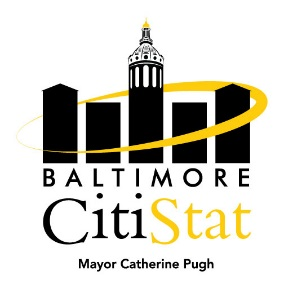 BALTIMORE
CitiStat
Mayor Catherine Pugh